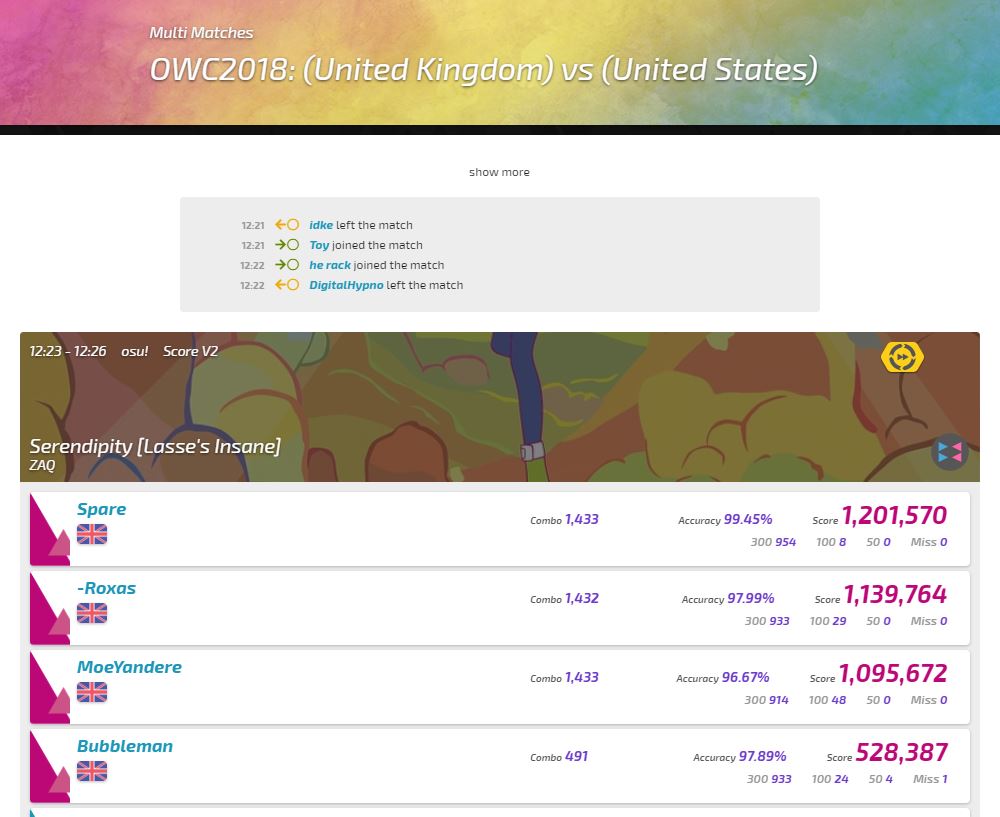 Multi Matches
OWC2018: (United Kingdom) vs (United States)
show more
12:21 idke left the match
12:21 Toy joined the match
12:22 he rack joined the match
12:22 DigitalHypno left the match
12:23 - 12:26 osu! Score V2
Serendipity [Lasse's Insane]
ZAQ
Spare Combo 1,433 Accuracy 99.45% Score 1,201,570
300 954 100 8 50 0 Miss 0
-Roxas Combo 1,432 Accuracy 97.99% Score 1,139,764
300 933 100 29 50 0 Miss 0
MoeYandere Combo 1,433 Accuracy 96.67% Score 1,095,672
300 914 100 48 50 0 Miss 0
Bubbleman Combo 491 Accuracy 97.89% Score 528,387
300 933 100 24 50 4 Miss 1